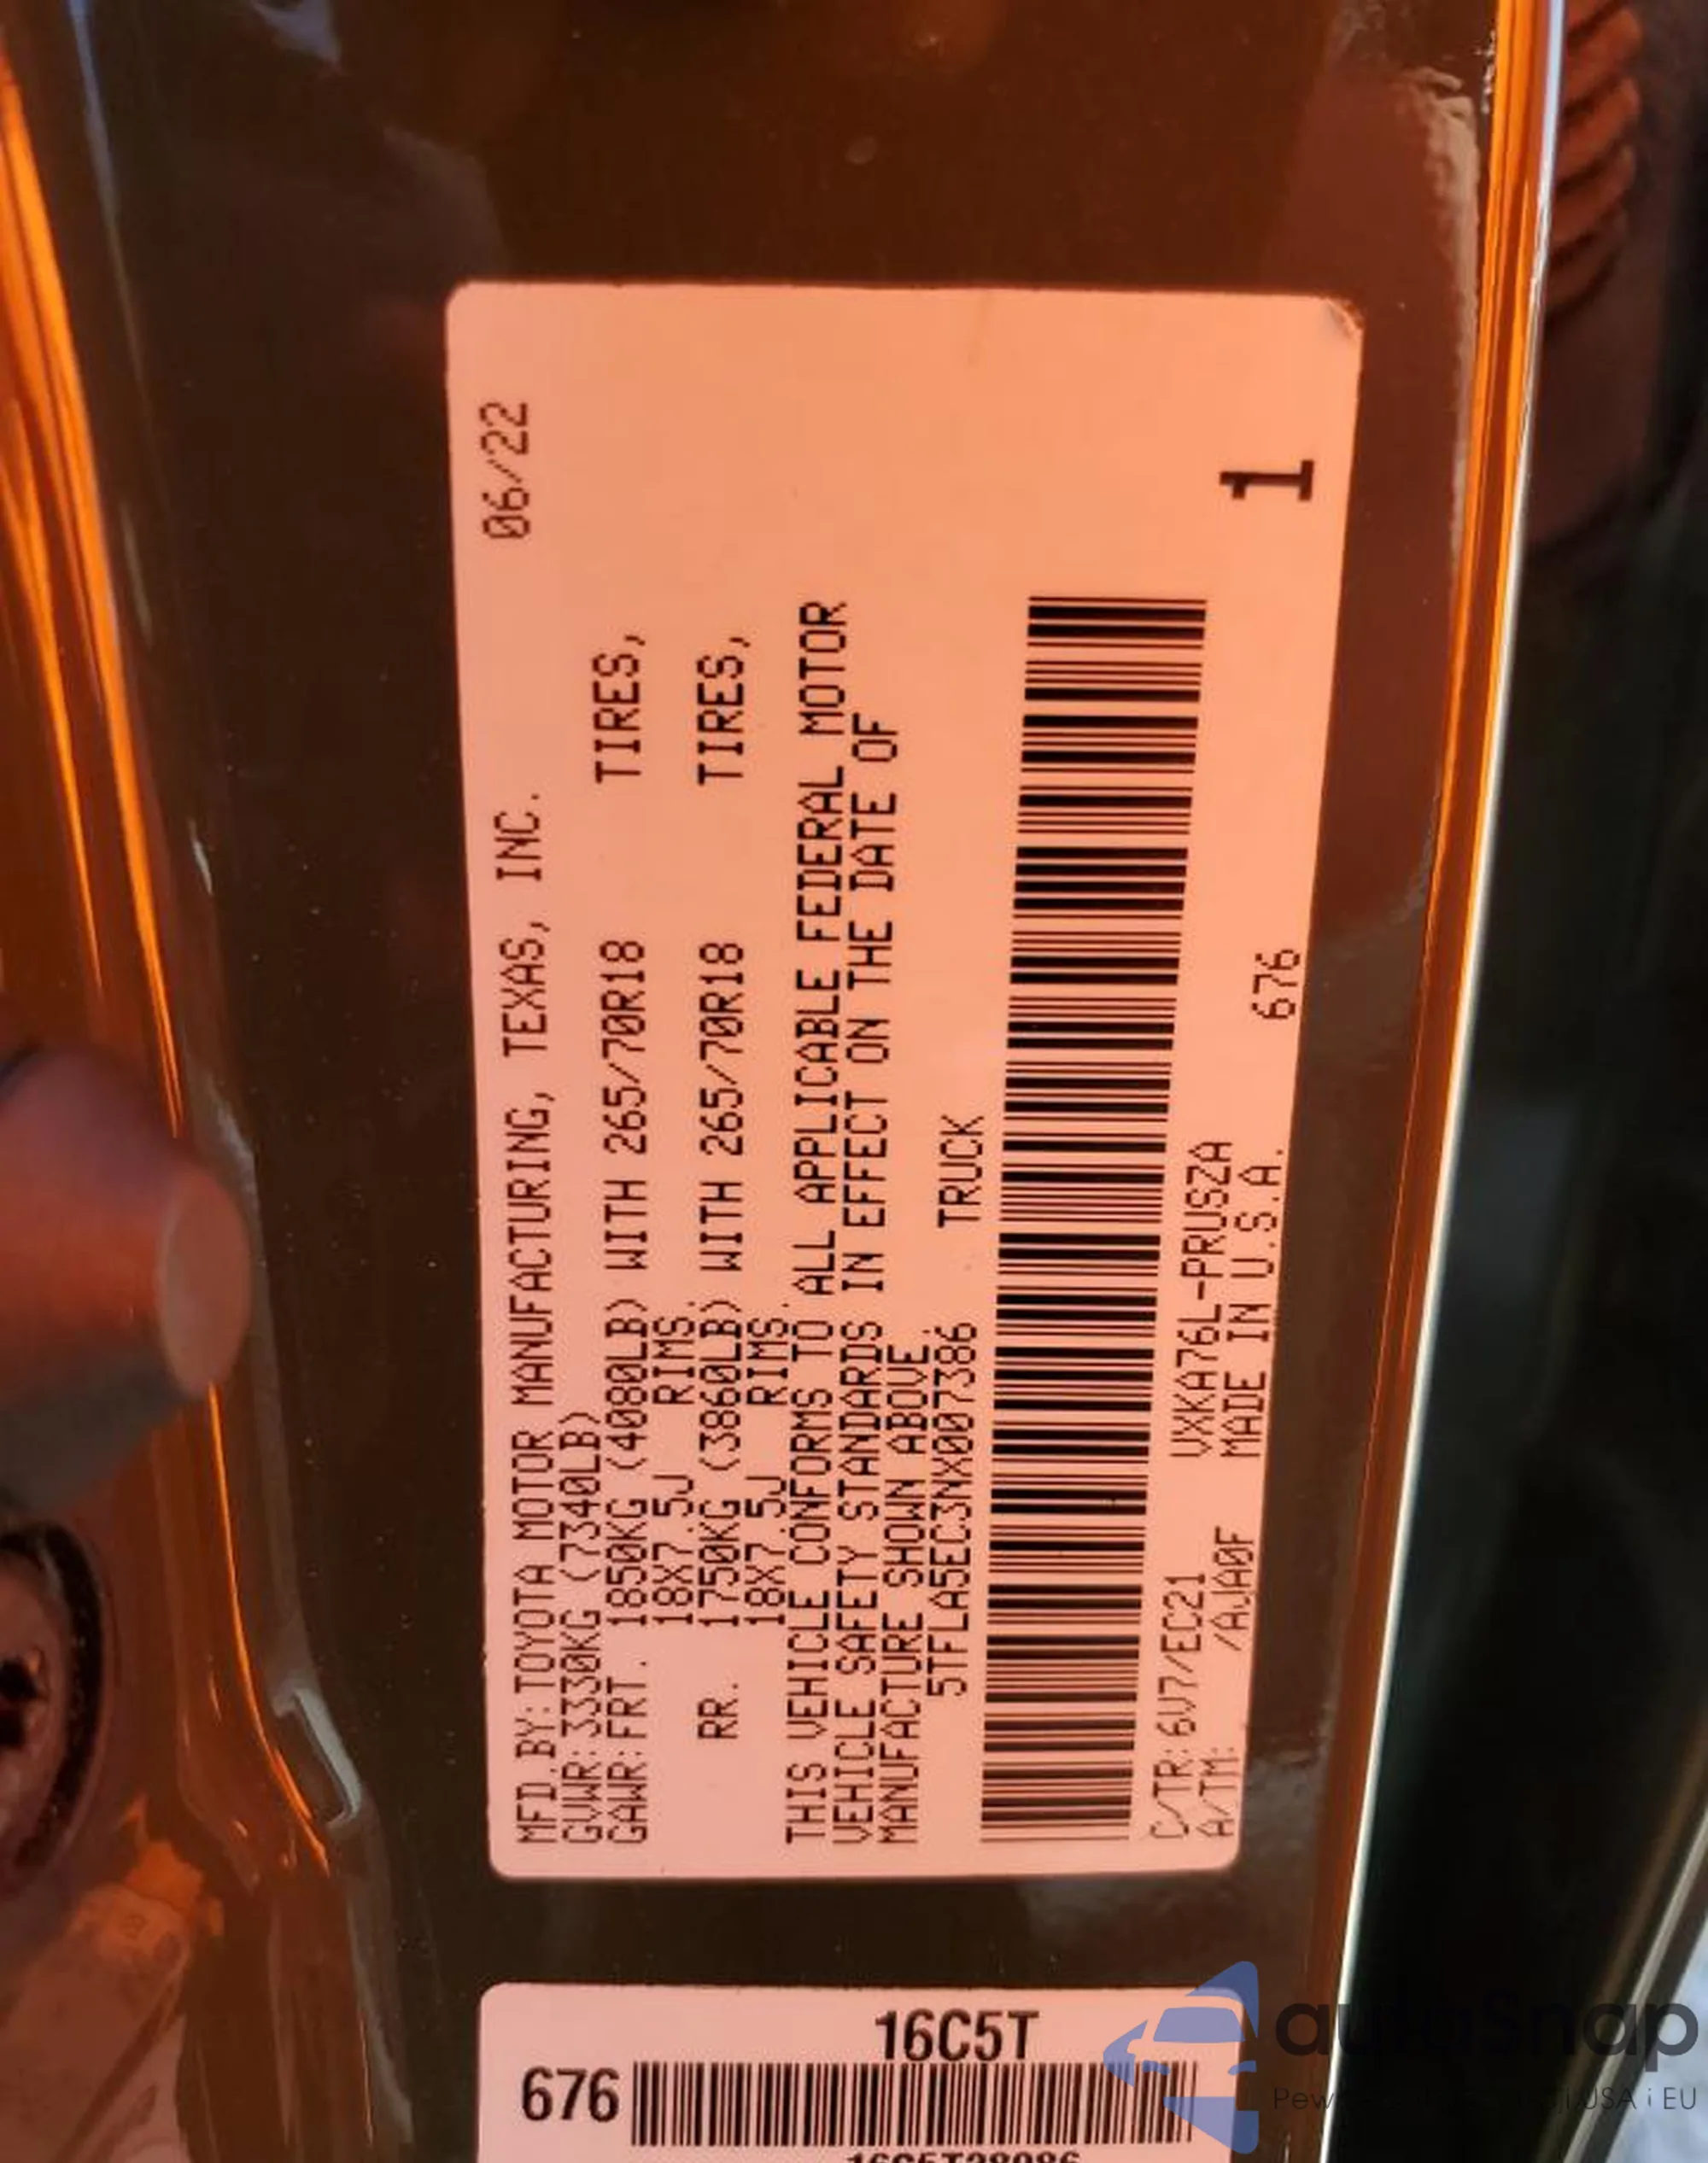 MFD.BY:TOYOTA MOTOR MANUFACTURING, TEXAS, INC. 06/22
GVWR:3330KG (7340LB)
GAWR:FRT. 1850KG (4080LB) WITH 265/70R18 TIRES,
18X7.5J RIMS.
RR. 1750KG (3860LB) WITH 265/70R18 TIRES,
18X7.5J RIMS.
THIS VEHICLE CONFORMS TO ALL APPLICABLE FEDERAL MOTOR
VEHICLE SAFETY STANDARDS IN EFFECT ON THE DATE OF
MANUFACTURE SHOWN ABOVE.
5TFLA5EC3NX007386 TRUCK
C/TR:6V7/EC21 VXKA76L-PRUSZA
A/TM: /AJA0F MADE IN U.S.A. 676
1
16C5T
676
autoSnap
USA i EU